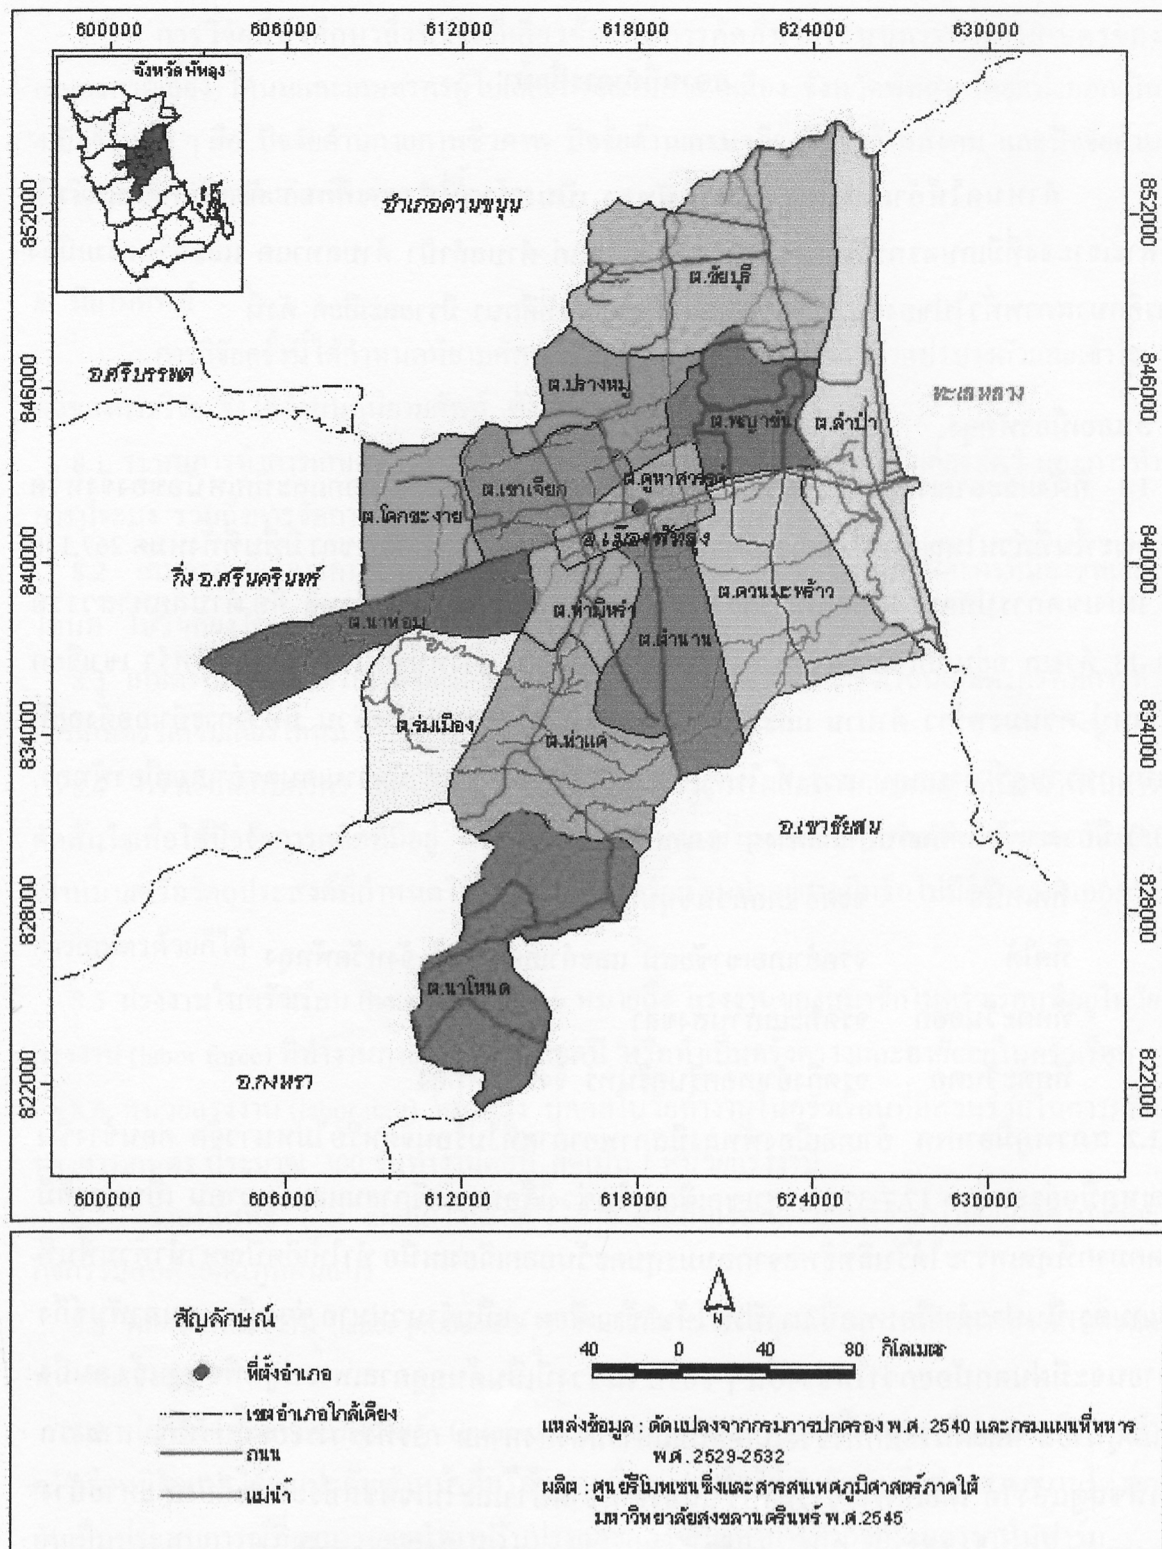 600000 606000 612000 618000 624000 630000
จังหวัดพัทลุง
852000 852000
อำเภอควนขนุน
ต.ชัยบุรี
846000 846000
อ.ศรีบรรพต
ต.ปรางหมู่
ทะเลหลวง
ต.พญาขัน ต.ลำปำ
ต.เขาเจียก ต.คูหาสวรรค์
ต.โคกชะงาย
อ.เมืองพัทลุง
840000 840000
กิ่ง อ.ศรีนครินทร์
ต.ควนมะพร้าว
ต.นาท่อม ต.ท่ามิหรำ
ต.ตำนาน
834000 834000
ต.ร่มเมือง ต.ท่าแค
อ.เขาชัยสน
828000 828000
ต.นาโหนด
822000 822000
อ.กงหรา
600000 606000 612000 618000 624000 630000
สัญลักษณ์
N
40 0 40 80 กิโลเมตร
ที่ตั้งอำเภอ
เขตอำเภอใกล้เคียง
ถนน
แม่น้ำ
แหล่งข้อมูล : ดัดแปลงจากกรมการปกครอง พ.ศ. 2540 และกรมแผนที่ทหาร
พ.ศ. 2529-2532
ผลิต : ศูนย์รีโมทเซนซิ่งและสารสนเทศภูมิศาสตร์ภาคใต้
มหาวิทยาลัยสงขลานครินทร์ พ.ศ.2545